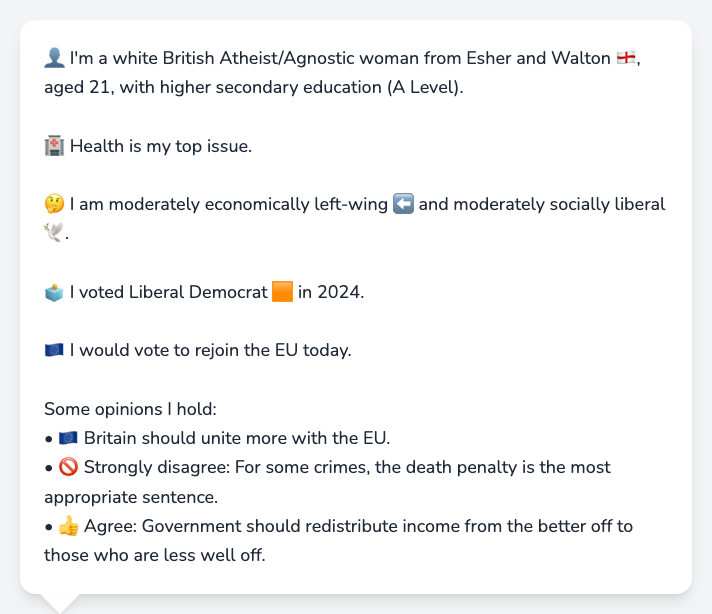 👤 I'm a white British Atheist/Agnostic woman from Esher and Walton 🏴󠁧󠁢󠁥󠁮󠁧󠁿,
aged 21, with higher secondary education (A Level).
🏥 Health is my top issue.
🤔 I am moderately economically left-wing ⬅️ and moderately socially liberal
🕊️.
🗳️ I voted Liberal Democrat 🟧 in 2024.
🇪🇺 I would vote to rejoin the EU today.
Some opinions I hold:
• 🇪🇺 Britain should unite more with the EU.
• 🚫 Strongly disagree: For some crimes, the death penalty is the most
appropriate sentence.
• 👍 Agree: Government should redistribute income from the better off to
those who are less well off.